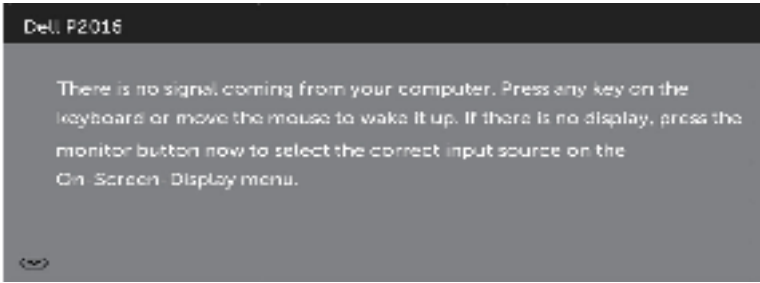 Dell P2016
There is no signal coming from your computer. Press any key on the
keyboard or move the mouse to wake it up. If there is no display, press the
monitor button now to select the correct input source on the
On-Screen-Display menu.